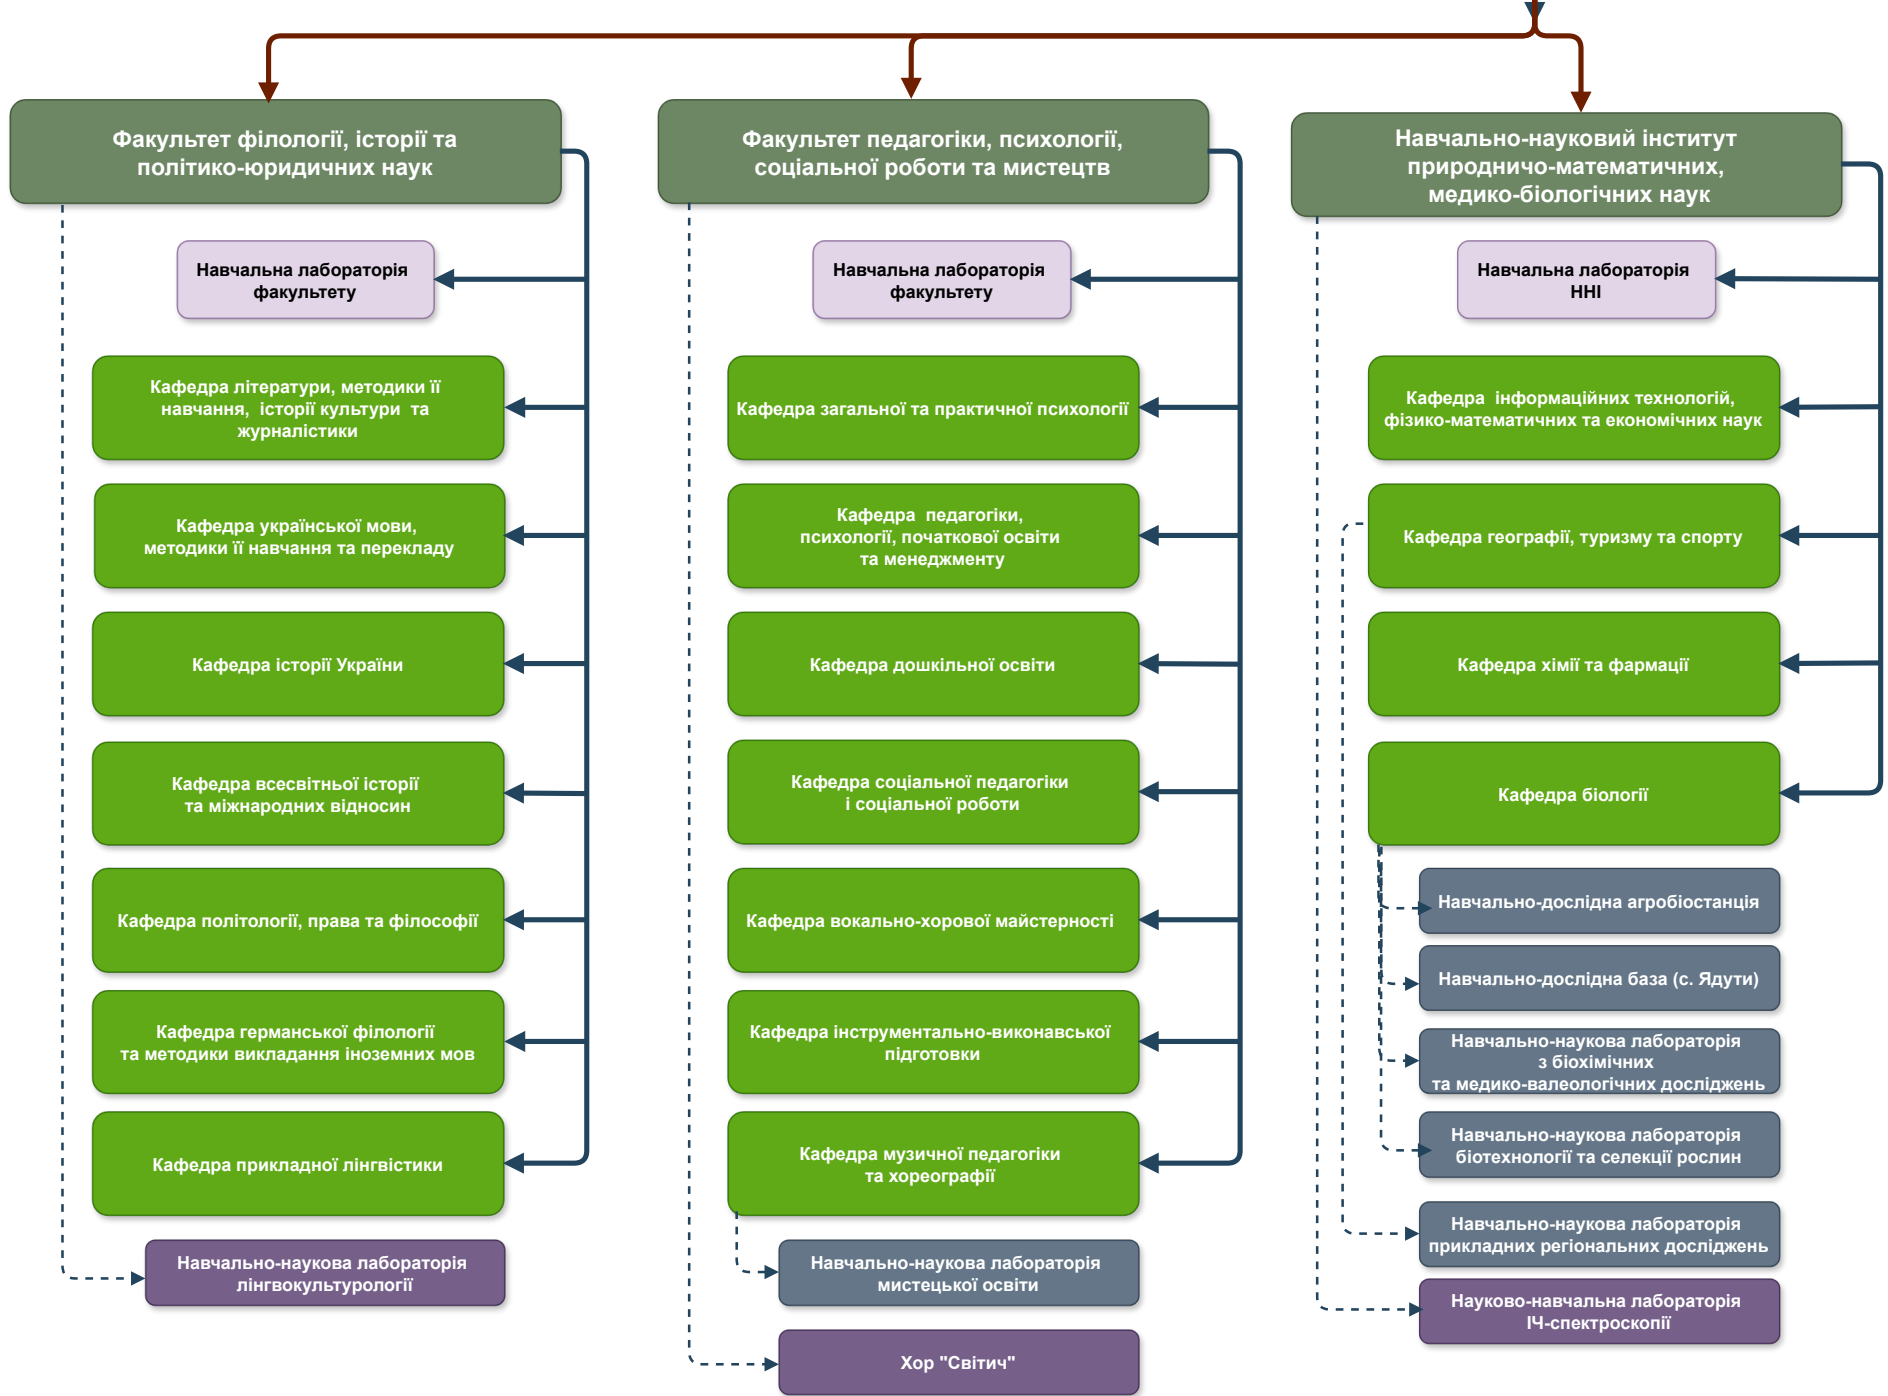 Факультет філології, історії та
політико-юридичних наук
Навчальна лабораторія
факультету
Кафедра літератури, методики її
навчання, історії культури та
журналістики
Кафедра української мови,
методики її навчання та перекладу
Кафедра історії України
Кафедра всесвітньої історії
та міжнародних відносин
Кафедра політології, права та філософії
Кафедра германської філології
та методики викладання іноземних мов
Кафедра прикладної лінгвістики
Навчально-наукова лабораторія
лінгвокультурології
Факультет педагогіки, психології,
соціальної роботи та мистецтв
Навчальна лабораторія
факультету
Кафедра загальної та практичної психології
Кафедра педагогіки,
психології, початкової освіти
та менеджменту
Кафедра дошкільної освіти
Кафедра соціальної педагогіки
і соціальної роботи
Кафедра вокально-хорової майстерності
Кафедра інструментально-виконавської
підготовки
Кафедра музичної педагогіки
та хореографії
Навчально-наукова лабораторія
мистецької освіти
Хор "Світич"
Навчально-науковий інститут
природничо-математичних,
медико-біологічних наук
Навчальна лабораторія
ННІ
Кафедра інформаційних технологій,
фізико-математичних та економічних наук
Кафедра географії, туризму та спорту
Кафедра хімії та фармації
Кафедра біології
Навчально-дослідна агробіостанція
Навчально-дослідна база (с. Ядути)
Навчально-наукова лабораторія
з біохімічних
та медико-валеологічних досліджень
Навчально-наукова лабораторія
біотехнології та селекції рослин
Навчально-наукова лабораторія
прикладних регіональних досліджень
Науково-навчальна лабораторія
ІЧ-спектроскопії